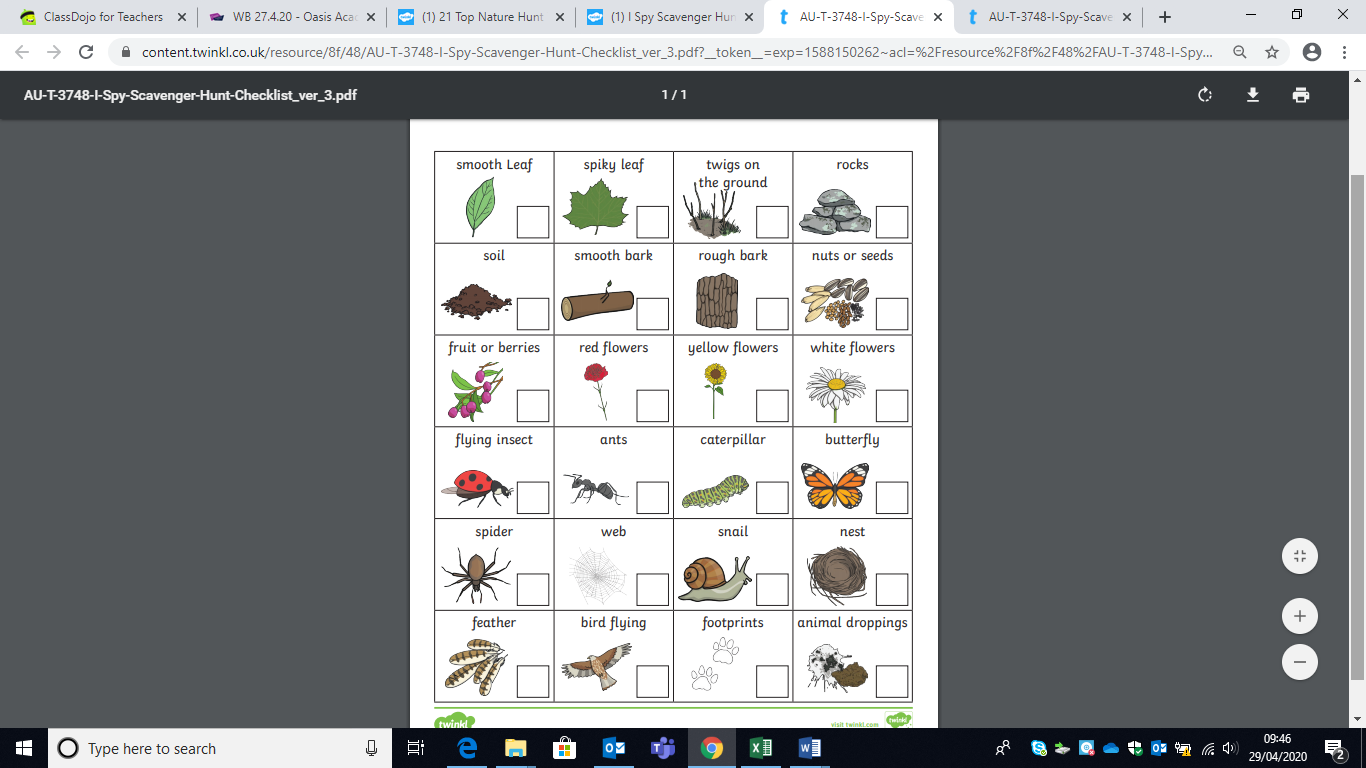 ClassDojo for Teachers
WB 27.4.20 - Oasis Aca
(1) 21 Top Nature Hunt
(1) I Spy Scavenger Hun
AU-T-3748-I-Spy-Scave
AU-T-3748-I-Spy-Scave
content.twinkl.co.uk/resource/8f/48/AU-T-3748-I-Spy-Scavenger-Hunt-Checklist_ver_3.pdf?__token__=exp=1588150262~acl=%2Fresource%2F8f%2F48%2FAU-T-3748-I-Spy...
AU-T-3748-I-Spy-Scavenger-Hunt-Checklist_ver_3.pdf
1 / 1
smooth Leaf
spiky leaf
twigs on
the ground
rocks
soil
smooth bark
rough bark
nuts or seeds
fruit or berries
red flowers
yellow flowers
white flowers
flying insect
ants
caterpillar
butterfly
spider
web
snail
nest
feather
bird flying
footprints
animal droppings
twinkl
visit twinkl.com
twinkl
Type here to search
09:46
29/04/2020
2